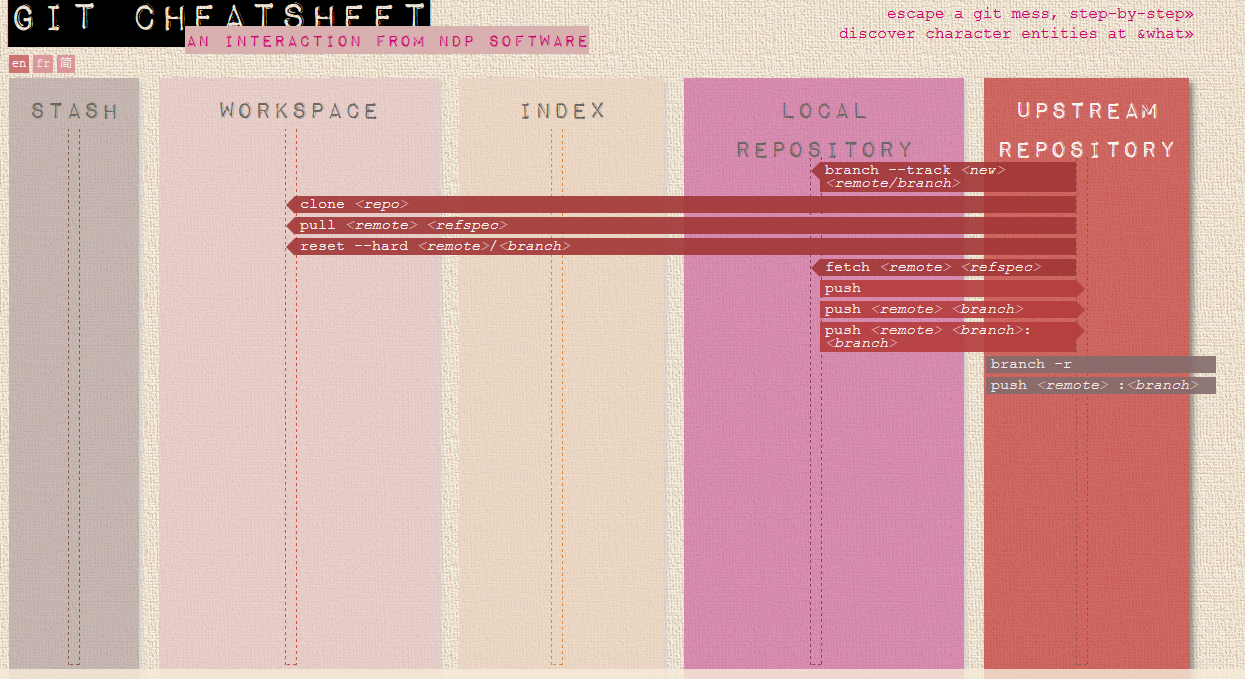 GIT CHEATSHEET
AN INTERACTION FROM NDP SOFTWARE
escape a git mess, step-by-step»
discover character entities at &what»
en fr 简
STASH
WORKSPACE
INDEX
LOCAL
REPOSITORY
UPSTREAM
REPOSITORY
branch --track <new>
<remote/branch>
clone <repo>
pull <remote> <refspec>
reset --hard <remote>/<branch>
fetch <remote> <refspec>
push
push <remote> <branch>
push <remote> <branch>:
<branch>
branch -r
push <remote> :<branch>